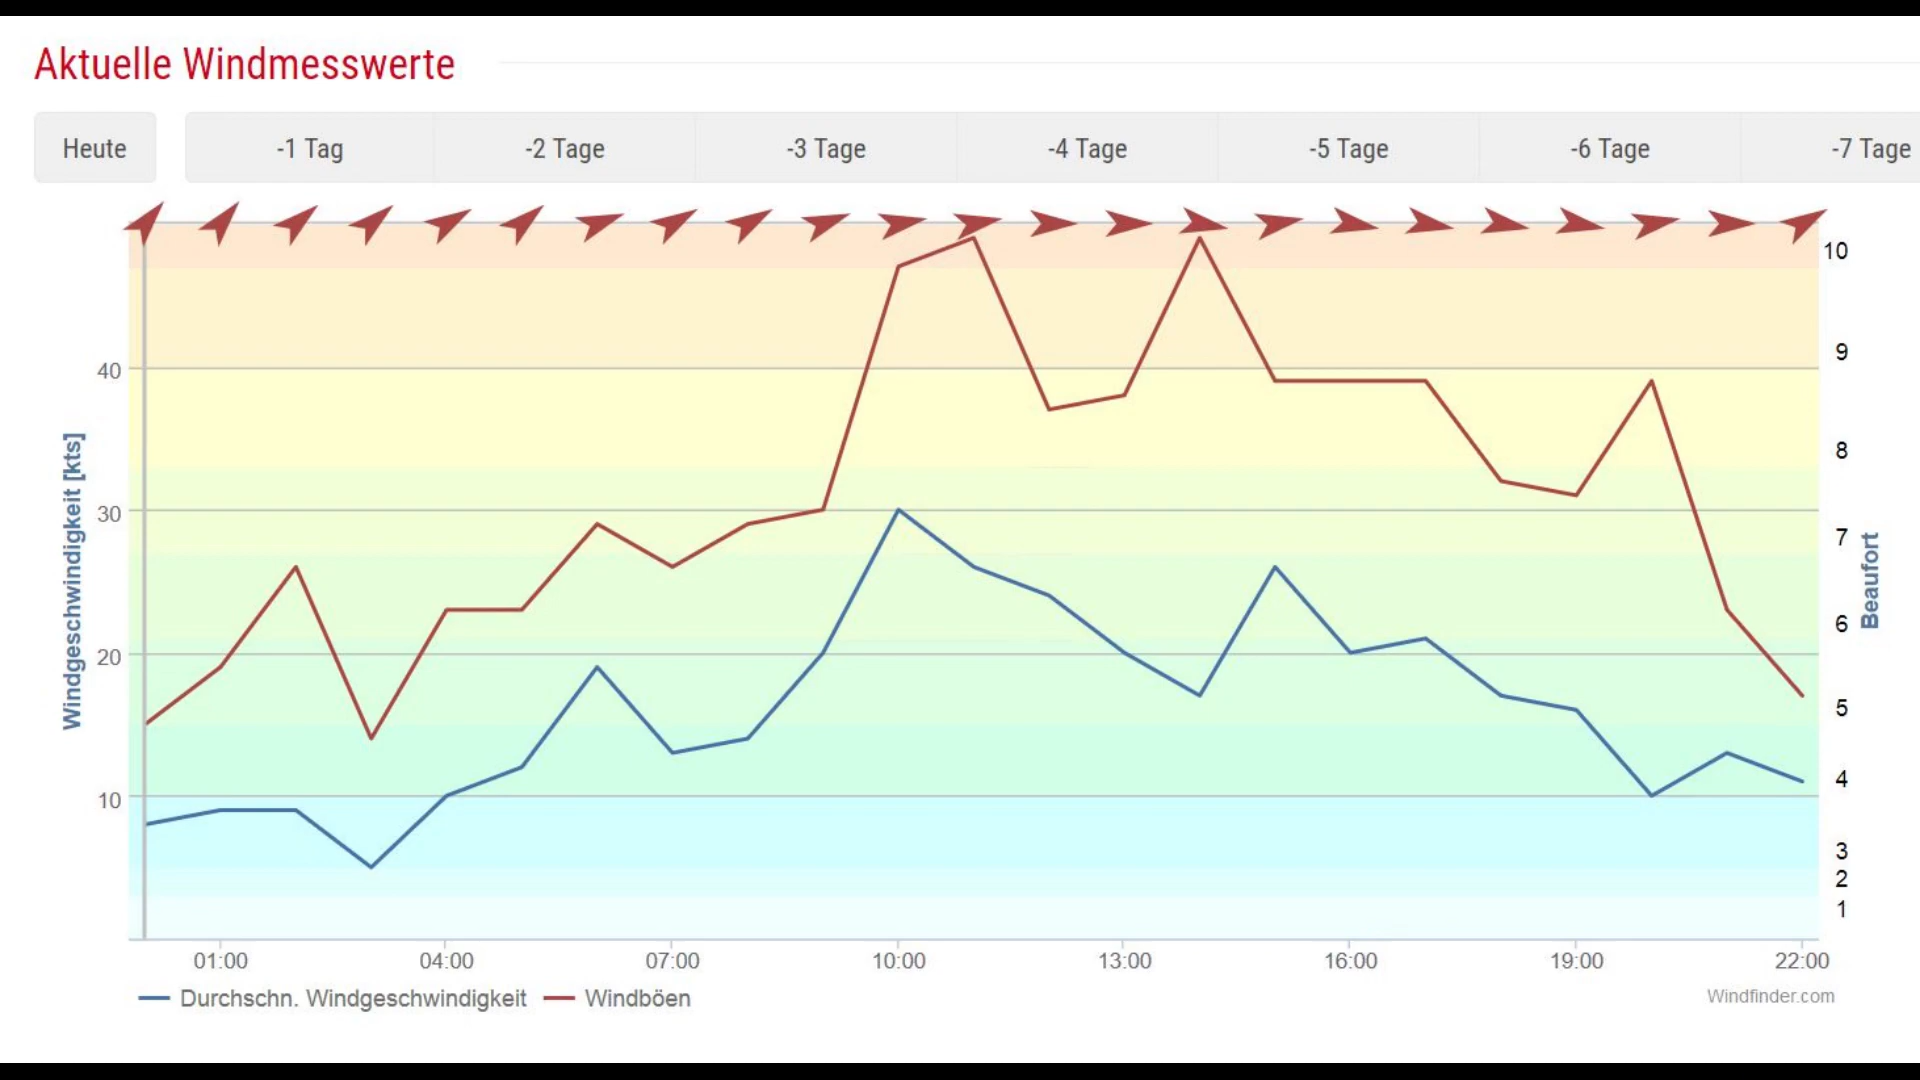 Aktuelle Windmesswerte
Heute -1 Tag -2 Tage -3 Tage -4 Tage -5 Tage -6 Tage -7 Tage
Windgeschwindigkeit [kts]
40
30
20
10
10
9
8
7
6
5
4
3
2
1
Beaufort
01:00 04:00 07:00 10:00 13:00 16:00 19:00 22:00
Durchschn. Windgeschwindigkeit Windböen
Windfinder.com